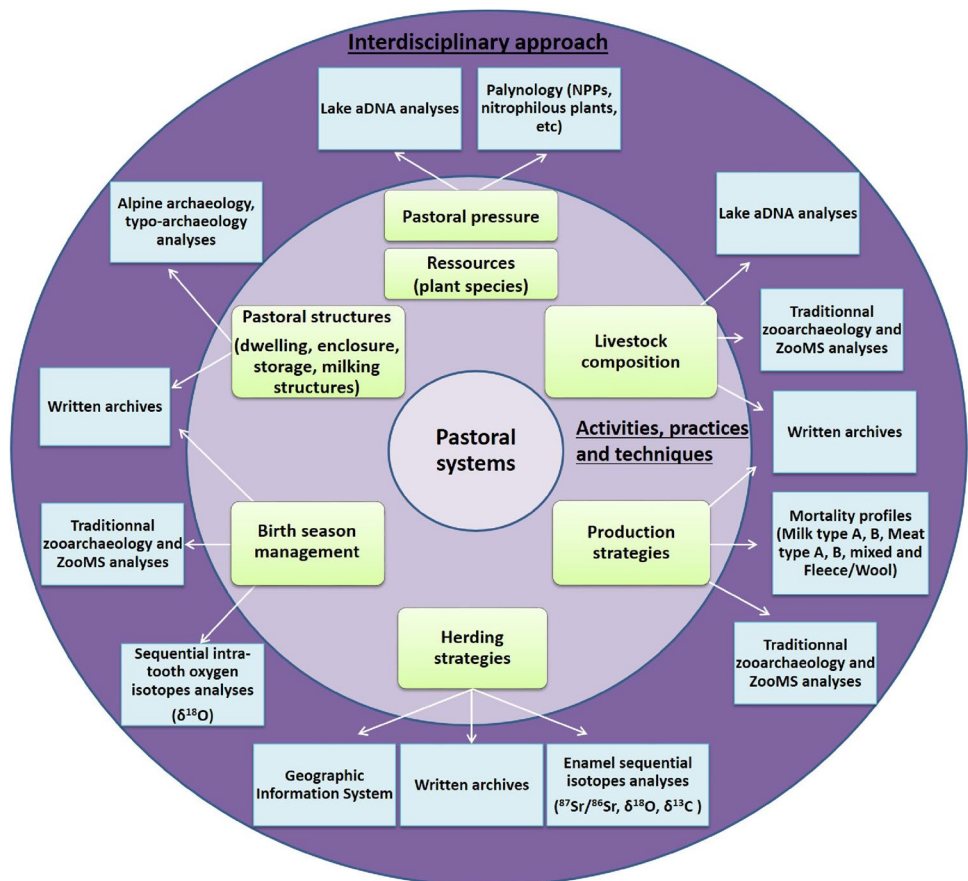 Interdisciplinary approach
Lake aDNA analyses
Palynology (NPPs,
nitrophilous plants,
etc)
Alpine archaeology,
typo-archaeology
analyses
Pastoral pressure
Lake aDNA analyses
Ressources
(plant species)
Pastoral structures
(dwelling, enclosure,
storage, milking
structures)
Livestock
composition
Traditionnal
zooarchaeology and
ZooMS analyses
Written archives
Pastoral
systems
Activities, practices
and techniques
Written archives
Traditionnal
zooarchaeology and
ZooMS analyses
Birth season
management
Production
strategies
Mortality profiles
(Milk type A, B, Meat
type A, B, mixed and
Fleece/Wool)
Sequential intra-
tooth oxygen
isotopes analyses
(δ¹⁸O)
Herding
strategies
Traditionnal
zooarchaeology and
ZooMS analyses
Geographic
Information System
Written archives
Enamel sequential
isotopes analyses
(⁸⁷Sr/⁸⁶Sr, δ¹⁸O, δ¹³C )